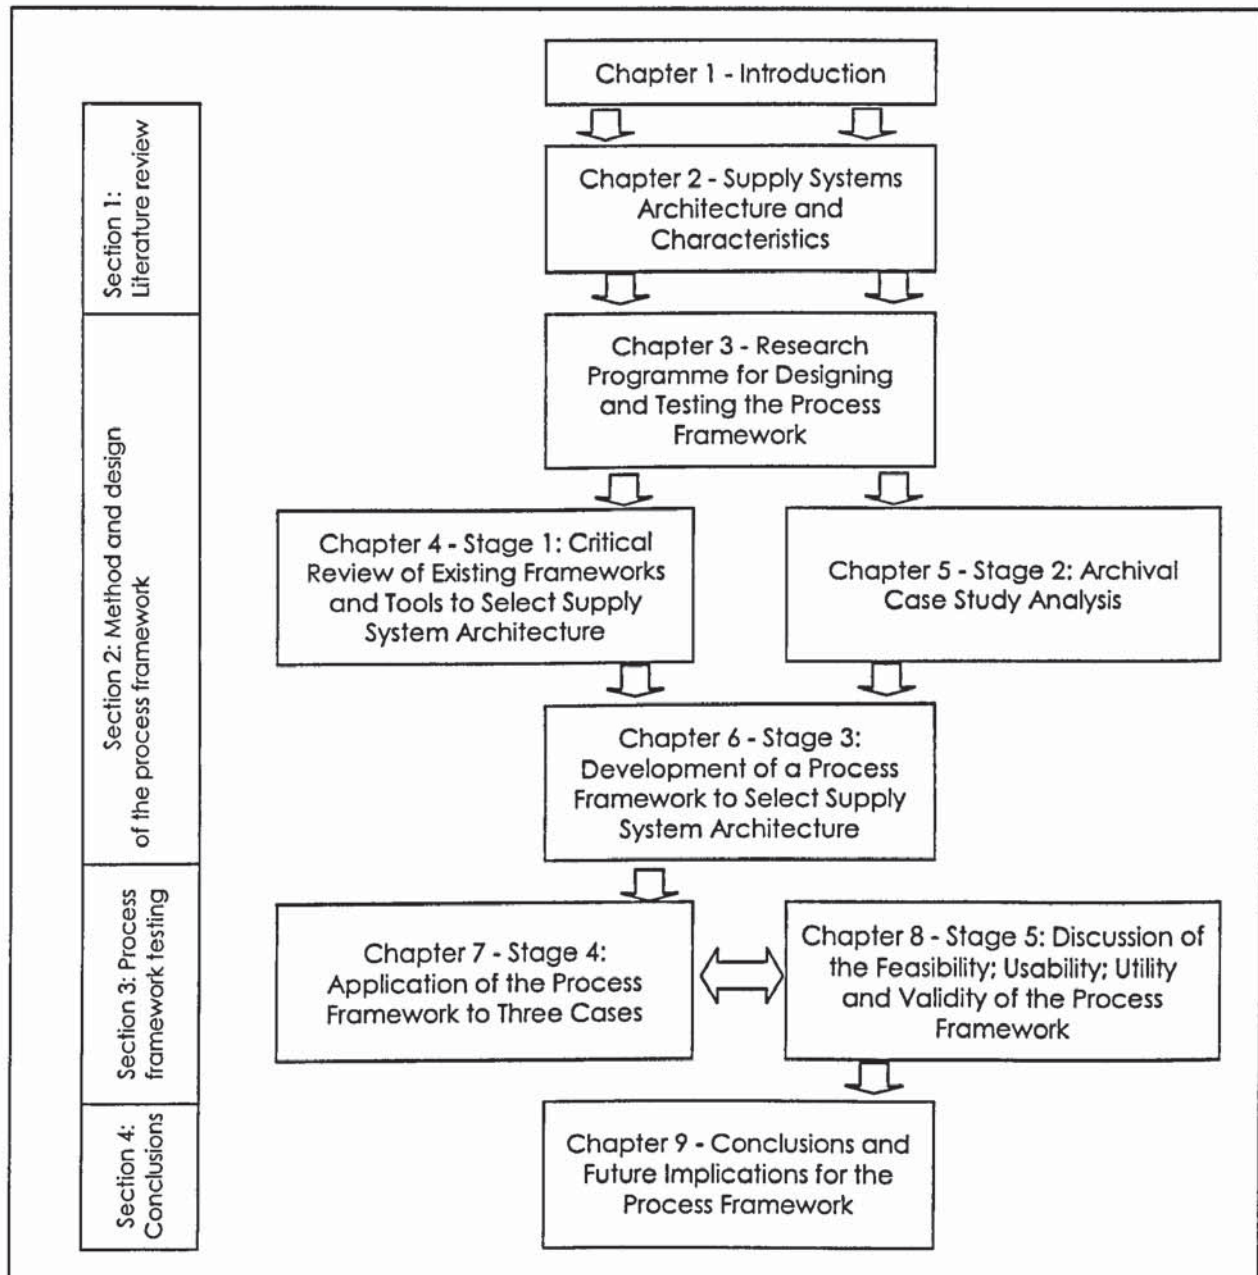 Chapter 1 - Introduction
Section 1:
Literature review
Chapter 2 - Supply Systems
Architecture and
Characteristics
Section 2: Method and design
of the process framework
Chapter 3 - Research
Programme for Designing
and Testing the Process
Framework
Chapter 4 - Stage 1: Critical
Review of Existing Frameworks
and Tools to Select Supply
System Architecture
Chapter 5 - Stage 2: Archival
Case Study Analysis
Chapter 6 - Stage 3:
Development of a Process
Framework to Select Supply
System Architecture
Section 3: Process
framework testing
Chapter 7 - Stage 4:
Application of the Process
Framework to Three Cases
Chapter 8 - Stage 5: Discussion of
the Feasibility; Usability; Utility
and Validity of the Process
Framework
Section 4:
Conclusions
Chapter 9 - Conclusions and
Future Implications for the
Process Framework